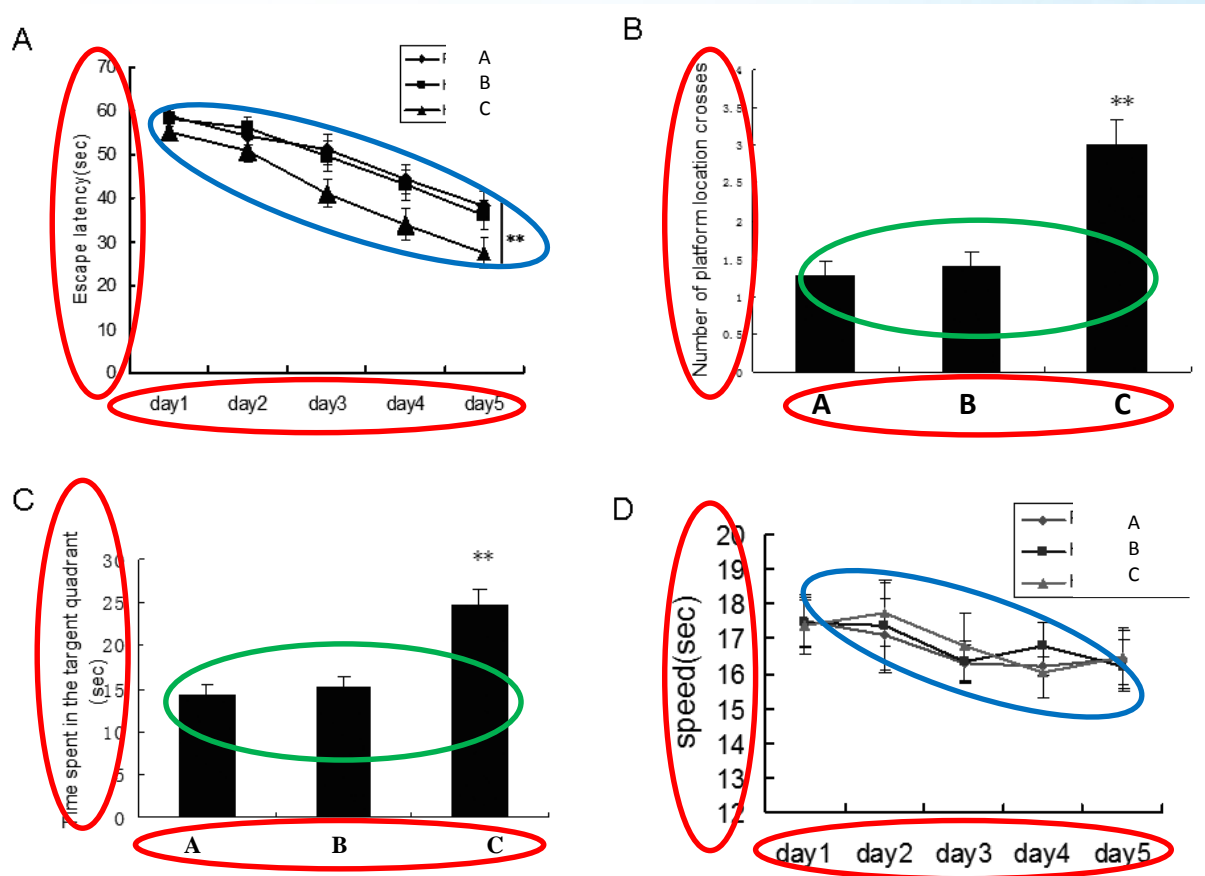 A
Escape latency(sec)
70
60
50
40
30
20
10
0
day1 day2 day3 day4 day5
A
B
C
**
B
Number of platform location crosses
4
3.5
3
2.5
2
1.5
1
0.5
0
**
A B C
C
Time spent in the targent quadrant
(sec)
30
25
20
15
10
5
0
**
A B C
D
speed(sec)
20
19
18
17
16
15
14
13
12
day1 day2 day3 day4 day5
A
B
C